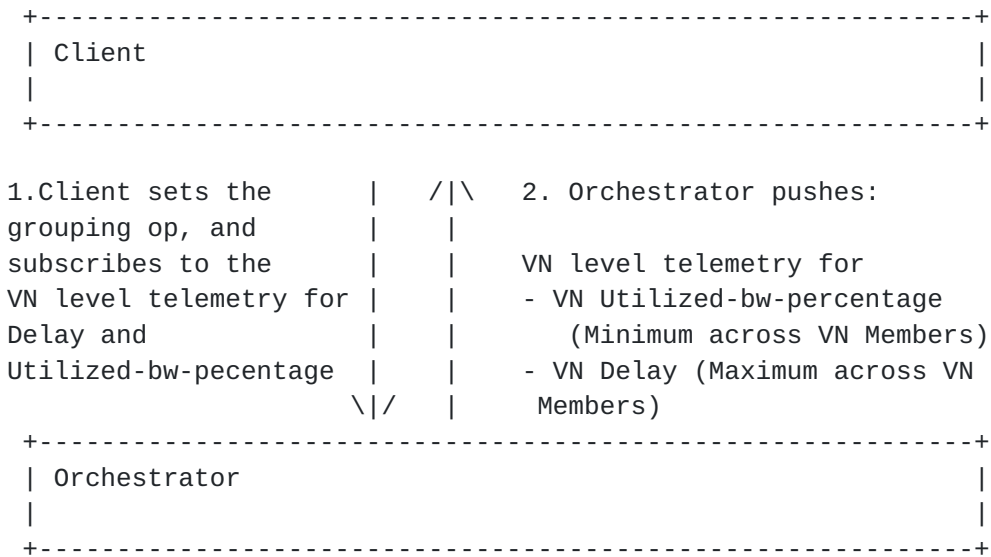 Client
1.Client sets the
grouping op, and
subscribes to the
VN level telemetry for
Delay and
Utilized-bw-pecentage
2. Orchestrator pushes:
VN level telemetry for
- VN Utilized-bw-percentage
(Minimum across VN Members)
- VN Delay (Maximum across VN
Members)
Orchestrator